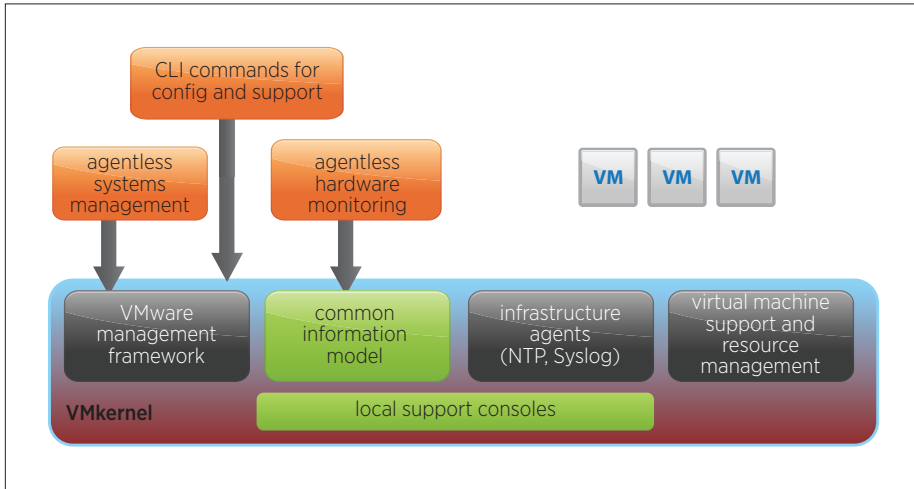 CLI commands for
config and support
agentless
systems
management
agentless
hardware
monitoring
VM
VM
VM
VMware
management
framework
common
information
model
infrastructure
agents
(NTP, Syslog)
virtual machine
support and
resource
management
VMkernel
local support consoles